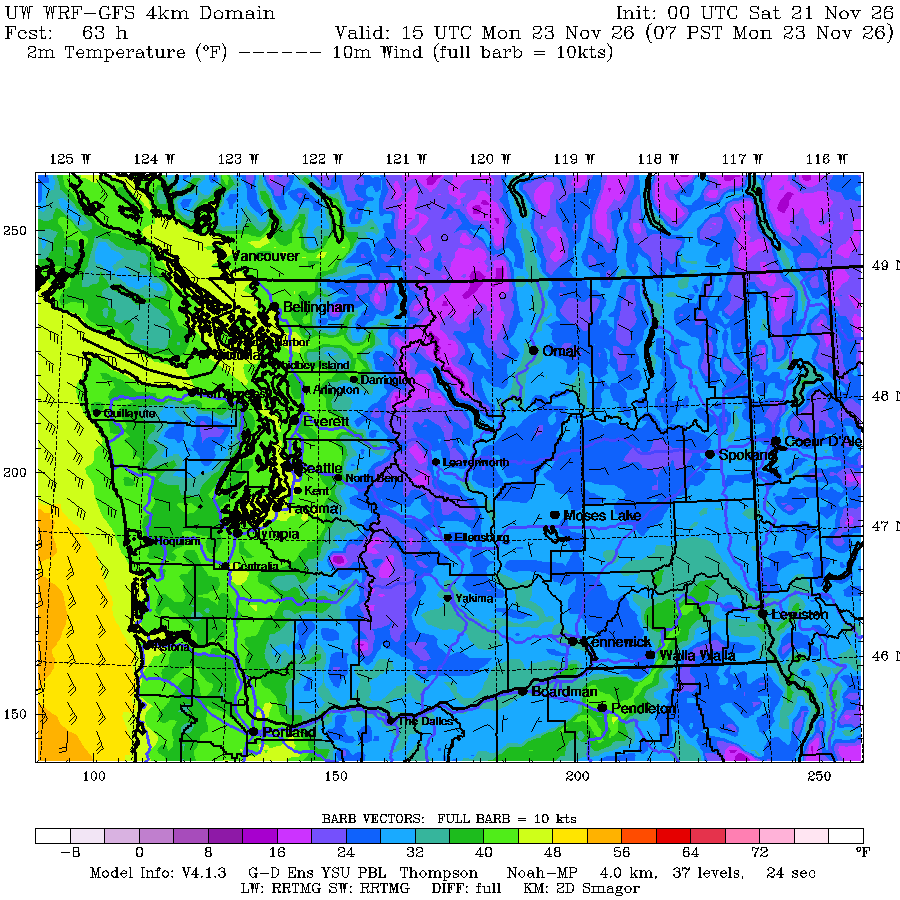 UW WRF-GFS 4km Domain Init: 00 UTC Sat 21 Nov 26
Fcst: 63 h Valid: 15 UTC Mon 23 Nov 26 (07 PST Mon 23 Nov 26)
2m Temperature (°F) ------ 10m Wind (full barb = 10kts)
125 W 124 W 123 W 122 W 121 W 120 W 119 W 118 W 117 W 116 W
250
Vancouver
49 N
Bellingham
Harbor
Omak
Whidbey Island
Darrington
Arlington
48 N
Quillayute
Everett
Coeur D'Ale
Spokane
Leavenworth
200
Seattle
North Bend
Kent
Tacoma
Moses Lake
47 N
Olympia
Ellensburg
Hoquiam
Centralia
Yakima
Lewiston
Kennewick
Astoria
Walla Walla
46 N
Boardman
Pendleton
150
The Dalles
Portland
100 150 200 250
BARB VECTORS: FULL BARB = 10 kts
-8 0 8 16 24 32 40 48 56 64 72 °F
Model Info: V4.1.3 G-D Ens YSU PBL Thompson Noah-MP 4.0 km, 37 levels, 24 sec
LW: RRTMG SW: RRTMG DIFF: full KM: 2D Smagor